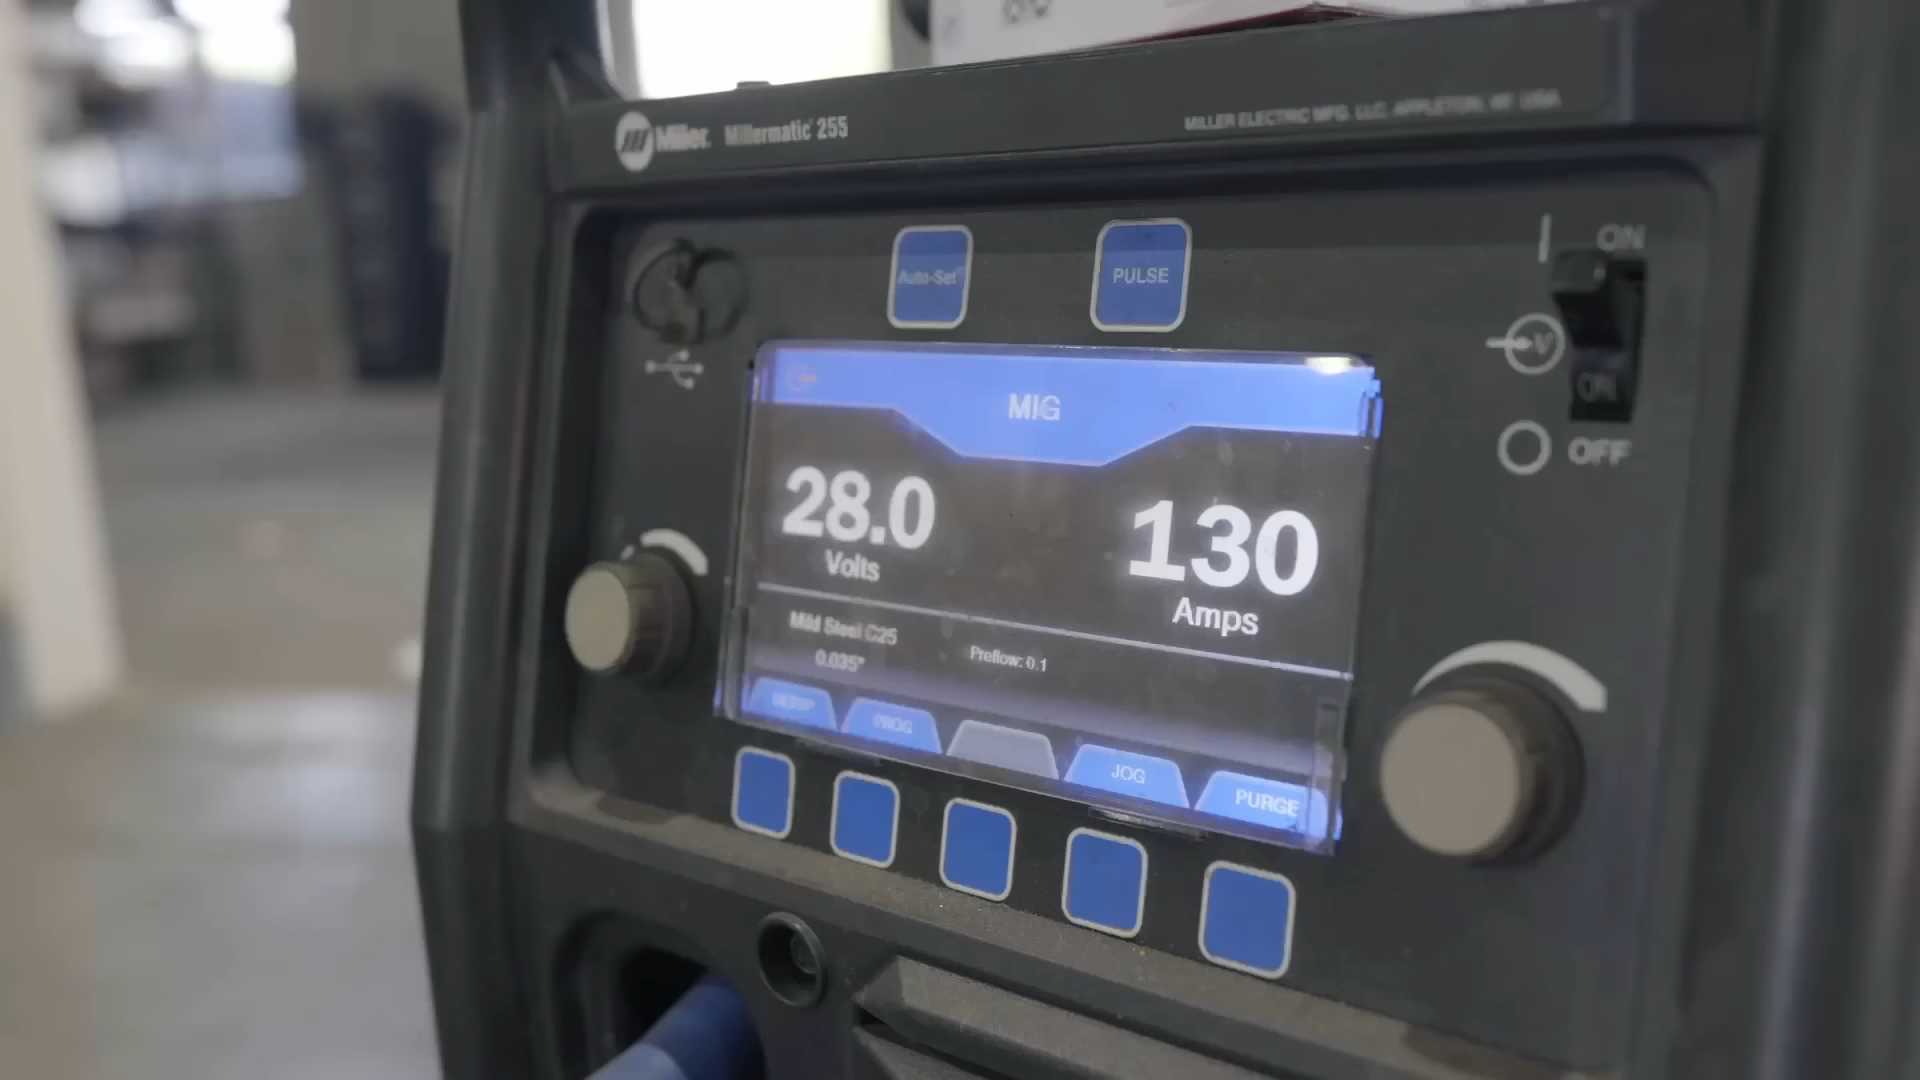 Miller. Millermatic® 255
MILLER ELECTRIC MFG. LLC, APPLETON, WI USA
Auto-Set®
PULSE
ON
V
ON
OFF
MIG
28.0
Volts
130
Amps
Mild Steel C25
0.035"
Preflow: 0.1
SETUP
PROG
JOG
PURGE